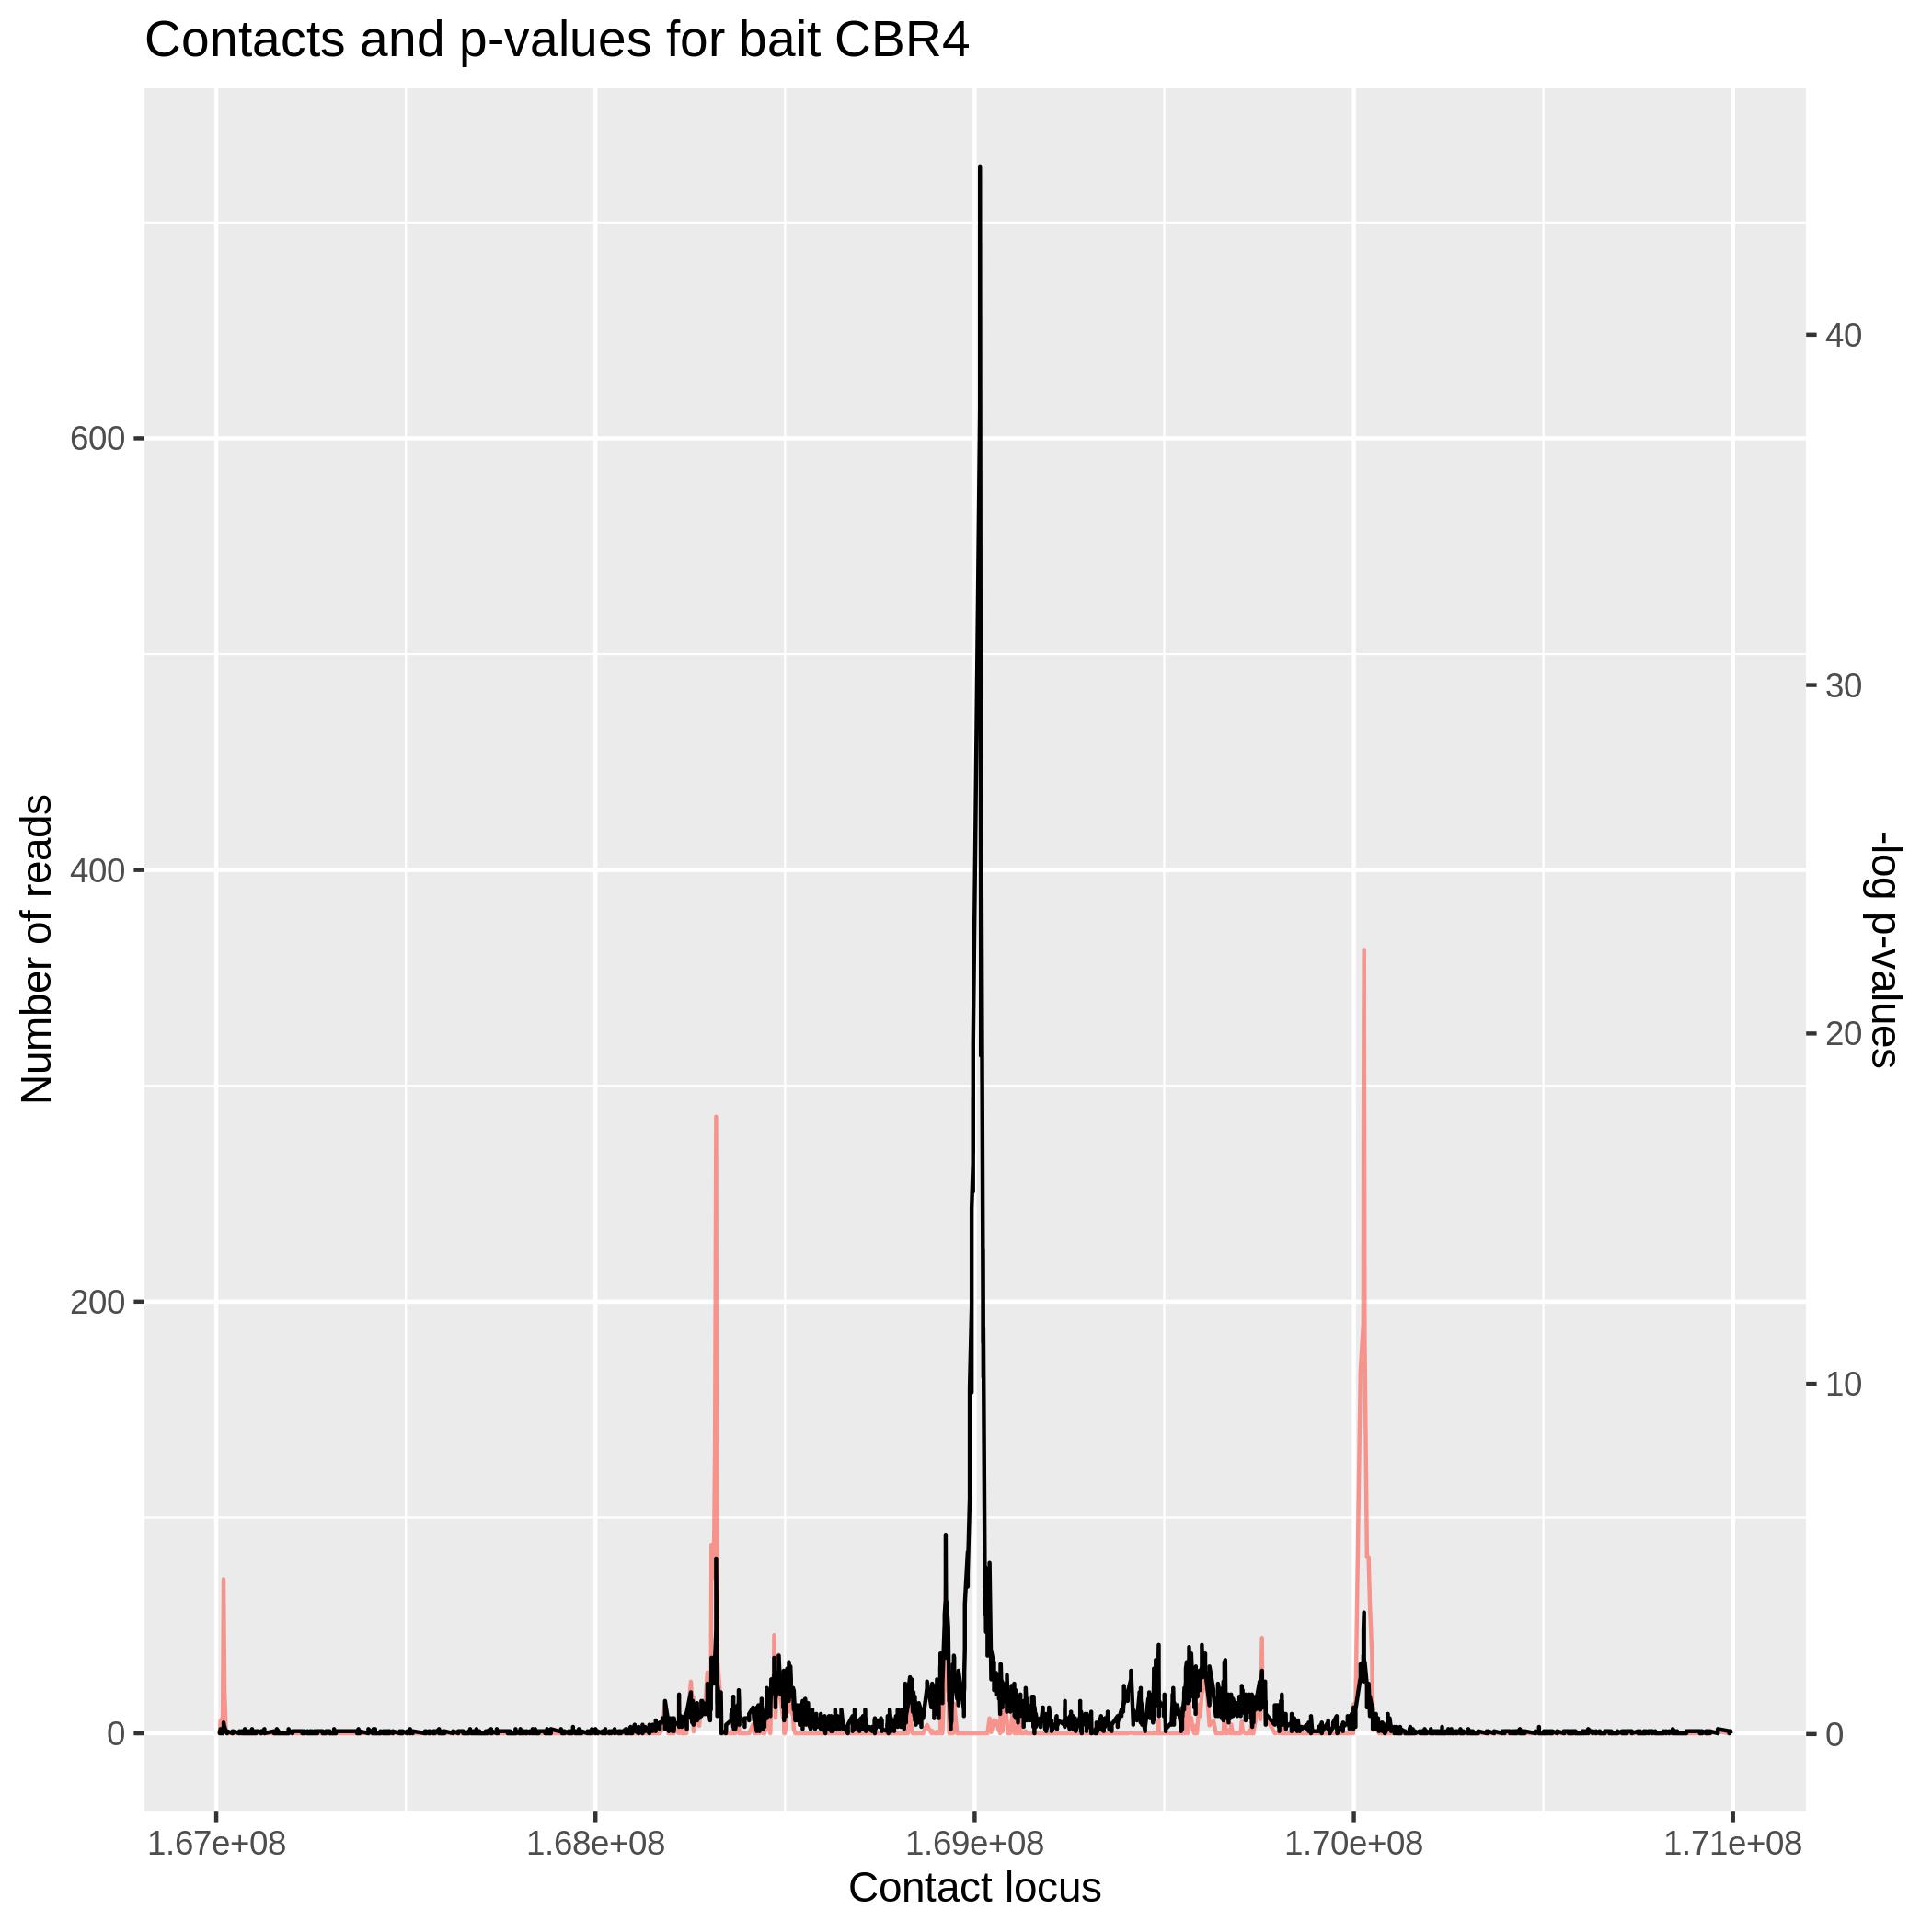 Contacts and p-values for bait CBR4
Number of reads
600
400
200
0
40
30
20
10
0
-log p-values
1.67e+08
1.68e+08
1.69e+08
1.70e+08
1.71e+08
Contact locus